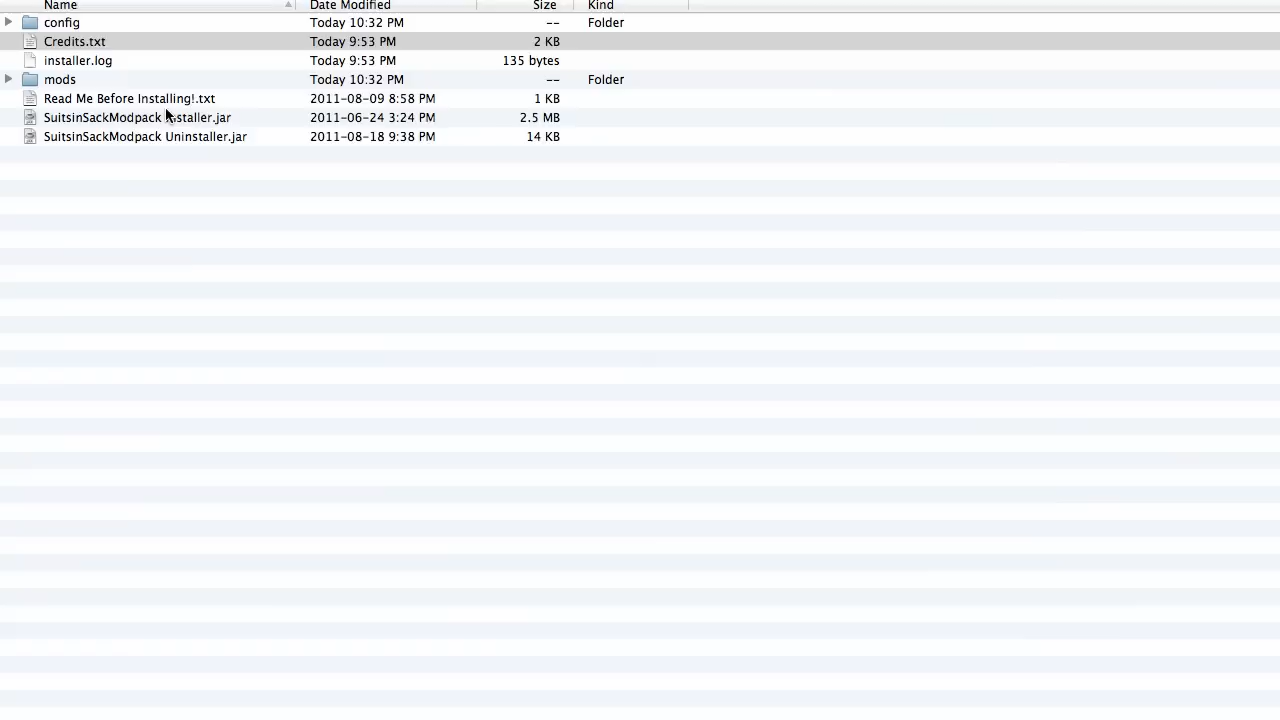 Name Date Modified Size Kind
config Today 10:32 PM -- Folder
Credits.txt Today 9:53 PM 2 KB
installer.log Today 9:53 PM 135 bytes
mods Today 10:32 PM -- Folder
Read Me Before Installing!.txt 2011-08-09 8:58 PM 1 KB
SuitsinSackModpack Installer.jar 2011-06-24 3:24 PM 2.5 MB
SuitsinSackModpack Uninstaller.jar 2011-08-18 9:38 PM 14 KB